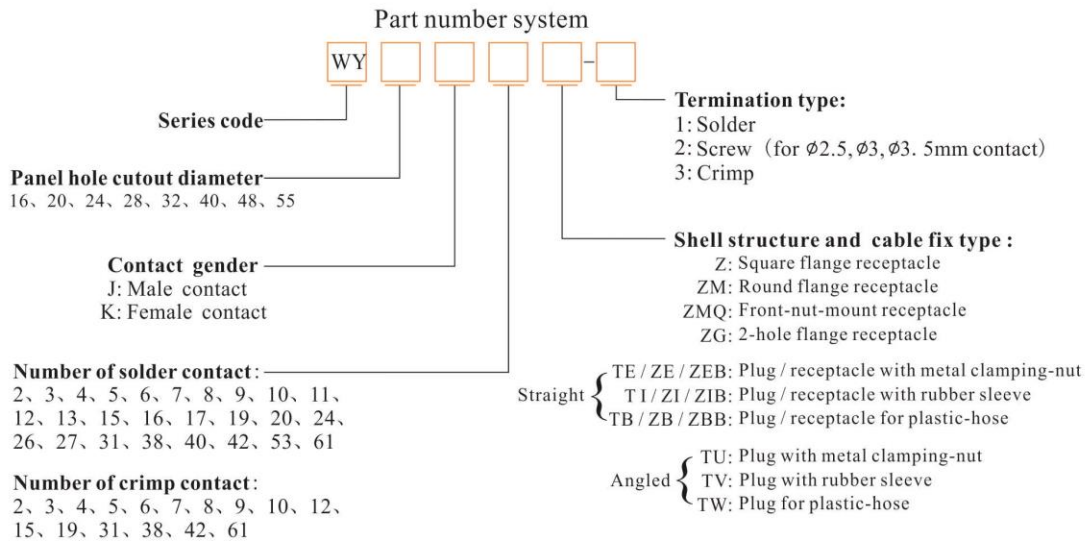 Part number system
WY
-
Series code
Panel hole cutout diameter
16、20、24、28、32、40、48、55
Contact gender
J: Male contact
K: Female contact
Number of solder contact:
2、3、4、5、6、7、8、9、10、11、
12、13、15、16、17、19、20、24、
26、27、31、38、40、42、53、61
Number of crimp contact:
2、3、4、5、6、7、8、9、10、12、
15、19、31、38、42、61
Termination type:
1: Solder
2: Screw (for Ø2.5, Ø3, Ø3. 5mm contact)
3: Crimp
Shell structure and cable fix type :
Z: Square flange receptacle
ZM: Round flange receptacle
ZMQ: Front-nut-mount receptacle
ZG: 2-hole flange receptacle
Straight
TE / ZE / ZEB: Plug / receptacle with metal clamping-nut
TI / ZI / ZIB: Plug / receptacle with rubber sleeve
TB / ZB / ZBB: Plug / receptacle for plastic-hose
Angled
TU: Plug with metal clamping-nut
TV: Plug with rubber sleeve
TW: Plug for plastic-hose